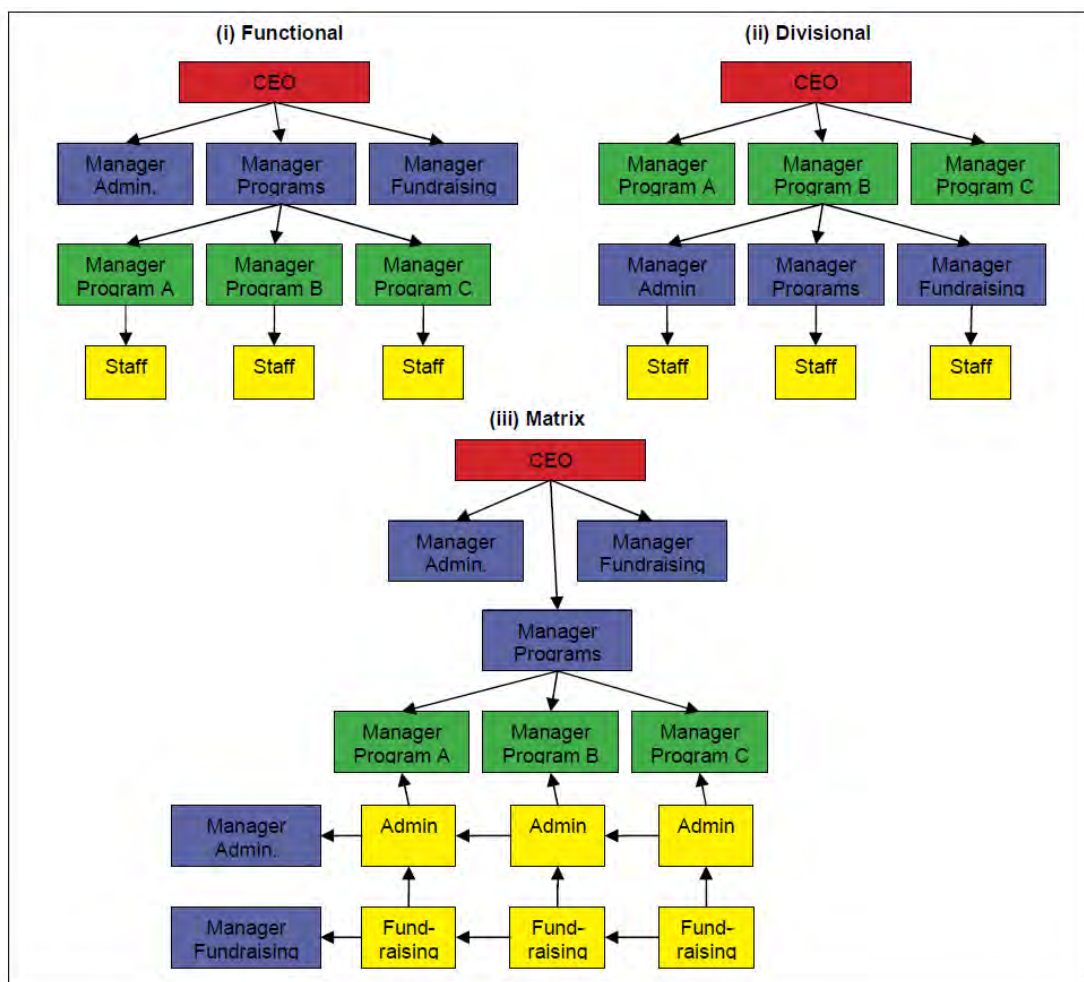 (i) Functional
CEO
Manager
Admin.
Manager
Programs
Manager
Fundraising
Manager
Program A
Manager
Program B
Manager
Program C
Staff
Staff
Staff
(ii) Divisional
CEO
Manager
Program A
Manager
Program B
Manager
Program C
Manager
Admin
Manager
Programs
Manager
Fundraising
Staff
Staff
Staff
(iii) Matrix
CEO
Manager
Admin.
Manager
Fundraising
Manager
Programs
Manager
Program A
Manager
Program B
Manager
Program C
Manager
Admin.
Admin
Admin
Admin
Manager
Fundraising
Fund-
raising
Fund-
raising
Fund-
raising